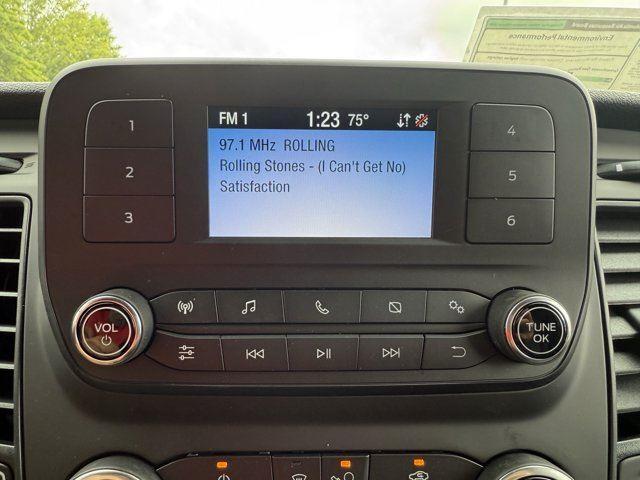 Environmental Performance
1
2
3
FM 1 1:23 75°
97.1 MHz ROLLING
Rolling Stones - (I Can't Get No)
Satisfaction
4
5
6
VOL
TUNE
OK